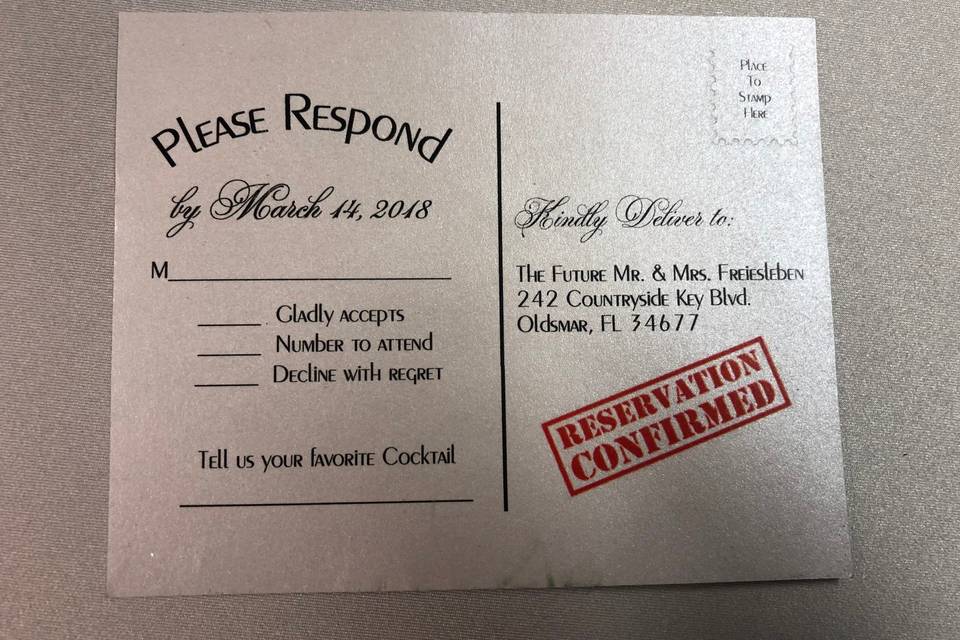 Please Respond
by March 14, 2018
M
Gladly accepts
Number to attend
Decline with regret
Tell us your favorite Cocktail
Place
To
Stamp
Here
Kindly Deliver to:
The Future Mr. & Mrs. Freiesleben
242 Countryside Key Blvd.
Oldsmar, FL 34677
RESERVATION
CONFIRMED